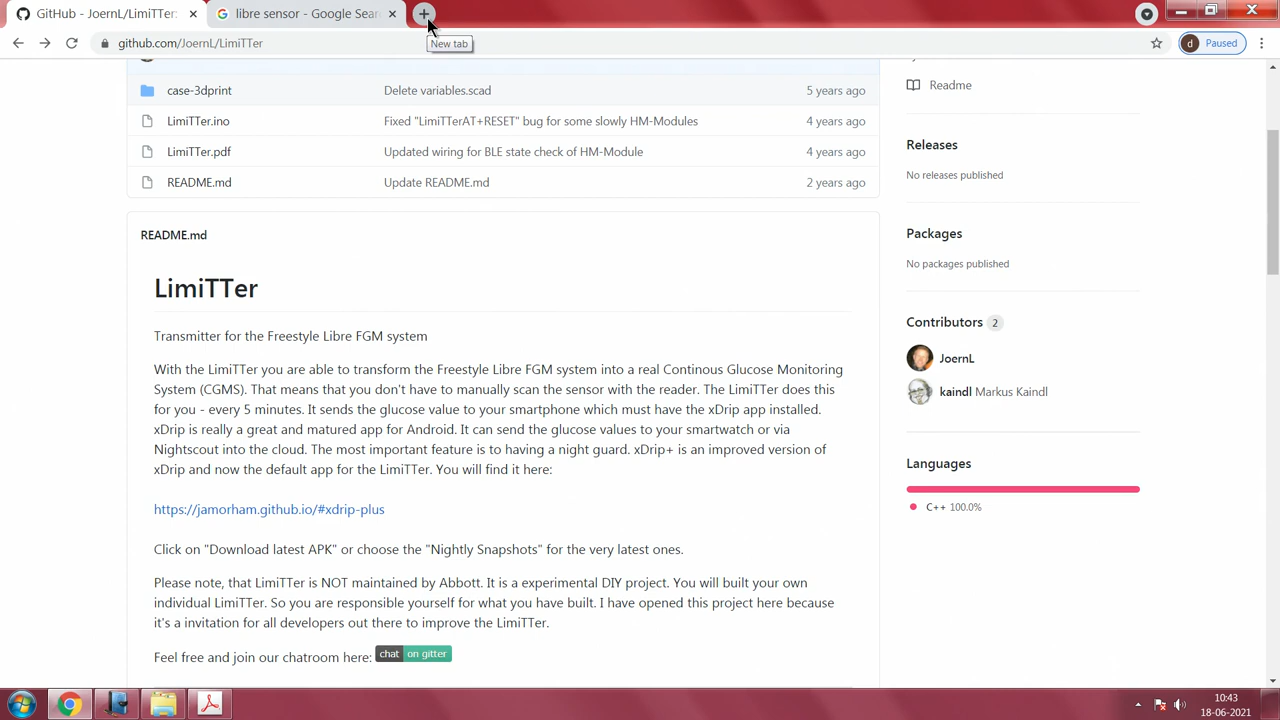 GitHub - JoernL/LimiTTer:
libre sensor - Google Sear
New tab
github.com/JoernL/LimiTTer
d Paused
case-3dprint Delete variables.scad 5 years ago
LimiTTer.ino Fixed "LimiTTerAT+RESET" bug for some slowly HM-Modules 4 years ago
LimiTTer.pdf Updated wiring for BLE state check of HM-Module 4 years ago
README.md Update README.md 2 years ago
README.md
LimiTTer
Transmitter for the Freestyle Libre FGM system
With the LimiTTer you are able to transform the Freestyle Libre FGM system into a real Continous Glucose Monitoring
System (CGMS). That means that you don't have to manually scan the sensor with the reader. The LimiTTer does this
for you - every 5 minutes. It sends the glucose value to your smartphone which must have the xDrip app installed.
xDrip is really a great and matured app for Android. It can send the glucose values to your smartwatch or via
Nightscout into the cloud. The most important feature is to having a night guard. xDrip+ is an improved version of
xDrip and now the default app for the LimiTTer. You will find it here:
https://jamorham.github.io/#xdrip-plus
Click on "Download latest APK" or choose the "Nightly Snapshots" for the very latest ones.
Please note, that LimiTTer is NOT maintained by Abbott. It is a experimental DIY project. You will built your own
individual LimiTTer. So you are responsible yourself for what you have built. I have opened this project here because
it's a invitation for all developers out there to improve the LimiTTer.
Feel free and join our chatroom here: chat on gitter
Readme
Releases
No releases published
Packages
No packages published
Contributors 2
JoernL
kaindl Markus Kaindl
Languages
C++ 100.0%
10:43
18-06-2021